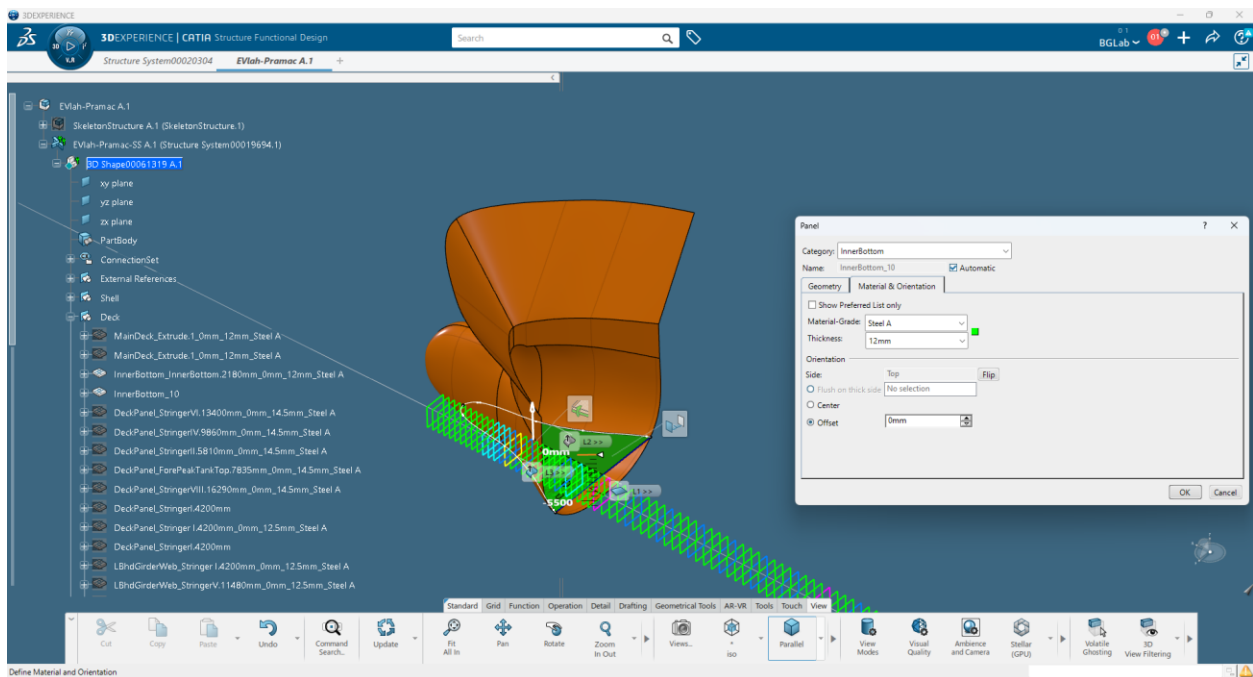 3DEXPERIENCE
3DEXPERIENCE | CATIA Structure Functional Design
Search
BGLab
Structure System00020304
EVlah-Pramac A.1
EVlah-Pramac A.1
SkeletonStructure A.1 (SkeletonStructure.1)
EVlah-Pramac-SS A.1 (Structure System00019694.1)
3D Shape00061319 A.1
xy plane
yz plane
zx plane
PartBody
ConnectionSet
External References
Shell
Deck
MainDeck_Extrude.1_0mm_12mm_Steel A
MainDeck_Extrude.1_0mm_12mm_Steel A
InnerBottom_InnerBottom.2180mm_0mm_12mm_Steel A
InnerBottom_10
DeckPanel_StringerVI.13400mm_0mm_14.5mm_Steel A
DeckPanel_StringerIV.9860mm_0mm_14.5mm_Steel A
DeckPanel_StringerII.5810mm_0mm_14.5mm_Steel A
DeckPanel_ForePeakTankTop.7835mm_0mm_14.5mm_Steel A
DeckPanel_StringerVIII.16290mm_0mm_14.5mm_Steel A
DeckPanel_StringerI.4200mm
DeckPanel_Stringer I.4200mm_0mm_12.5mm_Steel A
DeckPanel_StringerI.4200mm
LBhdGirderWeb_Stringer I.4200mm_0mm_12.5mm_Steel A
LBhdGirderWeb_StringerV.11480mm_0mm_12.5mm_Steel A
L2 >>
0mm
L3 >>
L1 >>
-5500
Panel
Category: InnerBottom
Name: InnerBottom_10 Automatic
Geometry Material & Orientation
Show Preferred List only
Material-Grade: Steel A
Thickness: 12mm
Orientation
Side: Top Flip
Flush on thick side No selection
Center
Offset 0mm
OK Cancel
Standard Grid Function Operation Detail Drafting Geometrical Tools AR-VR Tools Touch View
Cut Copy Paste Undo Command Search.. Update Fit All In Pan Rotate Zoom In Out Views... * iso Parallel View Modes Visual Quality Ambience and Camera Stellar (GPU) Volatile Ghosting 3D View Filtering
Define Material and Orientation